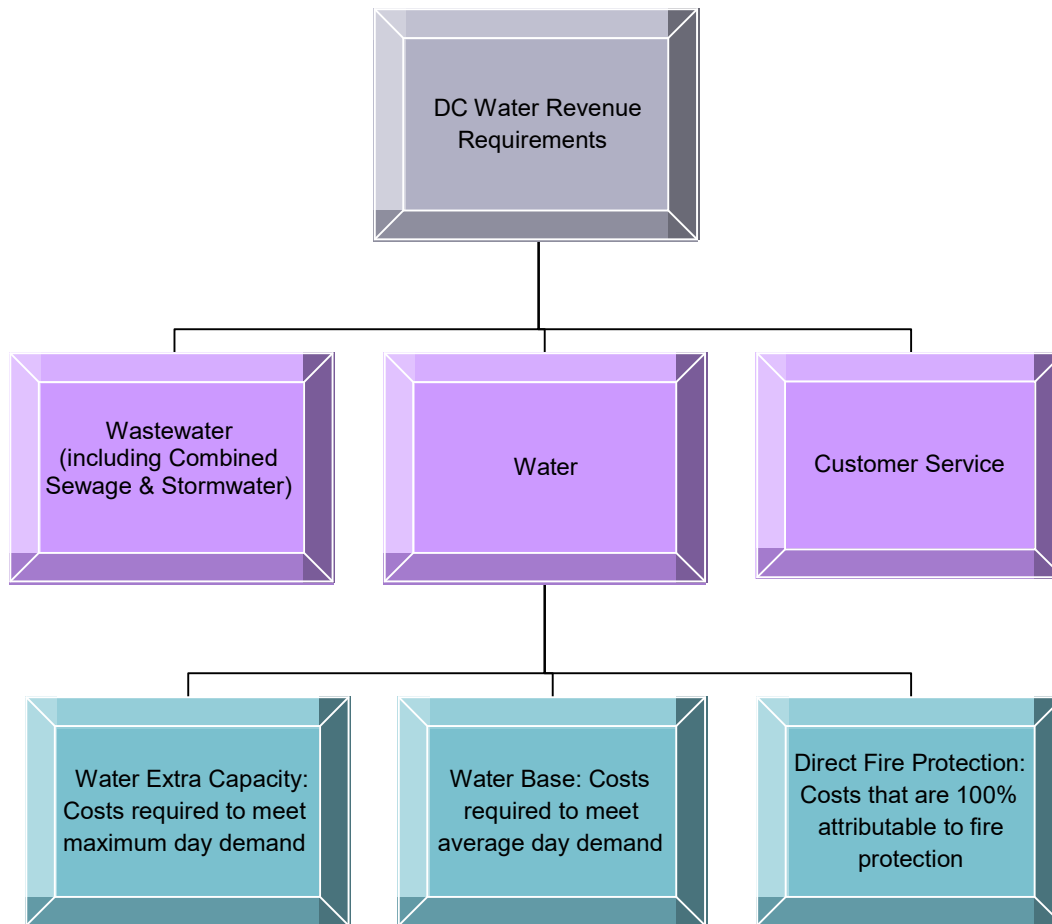 DC Water Revenue
Requirements
Wastewater
(including Combined
Sewage & Stormwater)
Water
Customer Service
Water Extra Capacity:
Costs required to meet
maximum day demand
Water Base: Costs
required to meet
average day demand
Direct Fire Protection:
Costs that are 100%
attributable to fire
protection